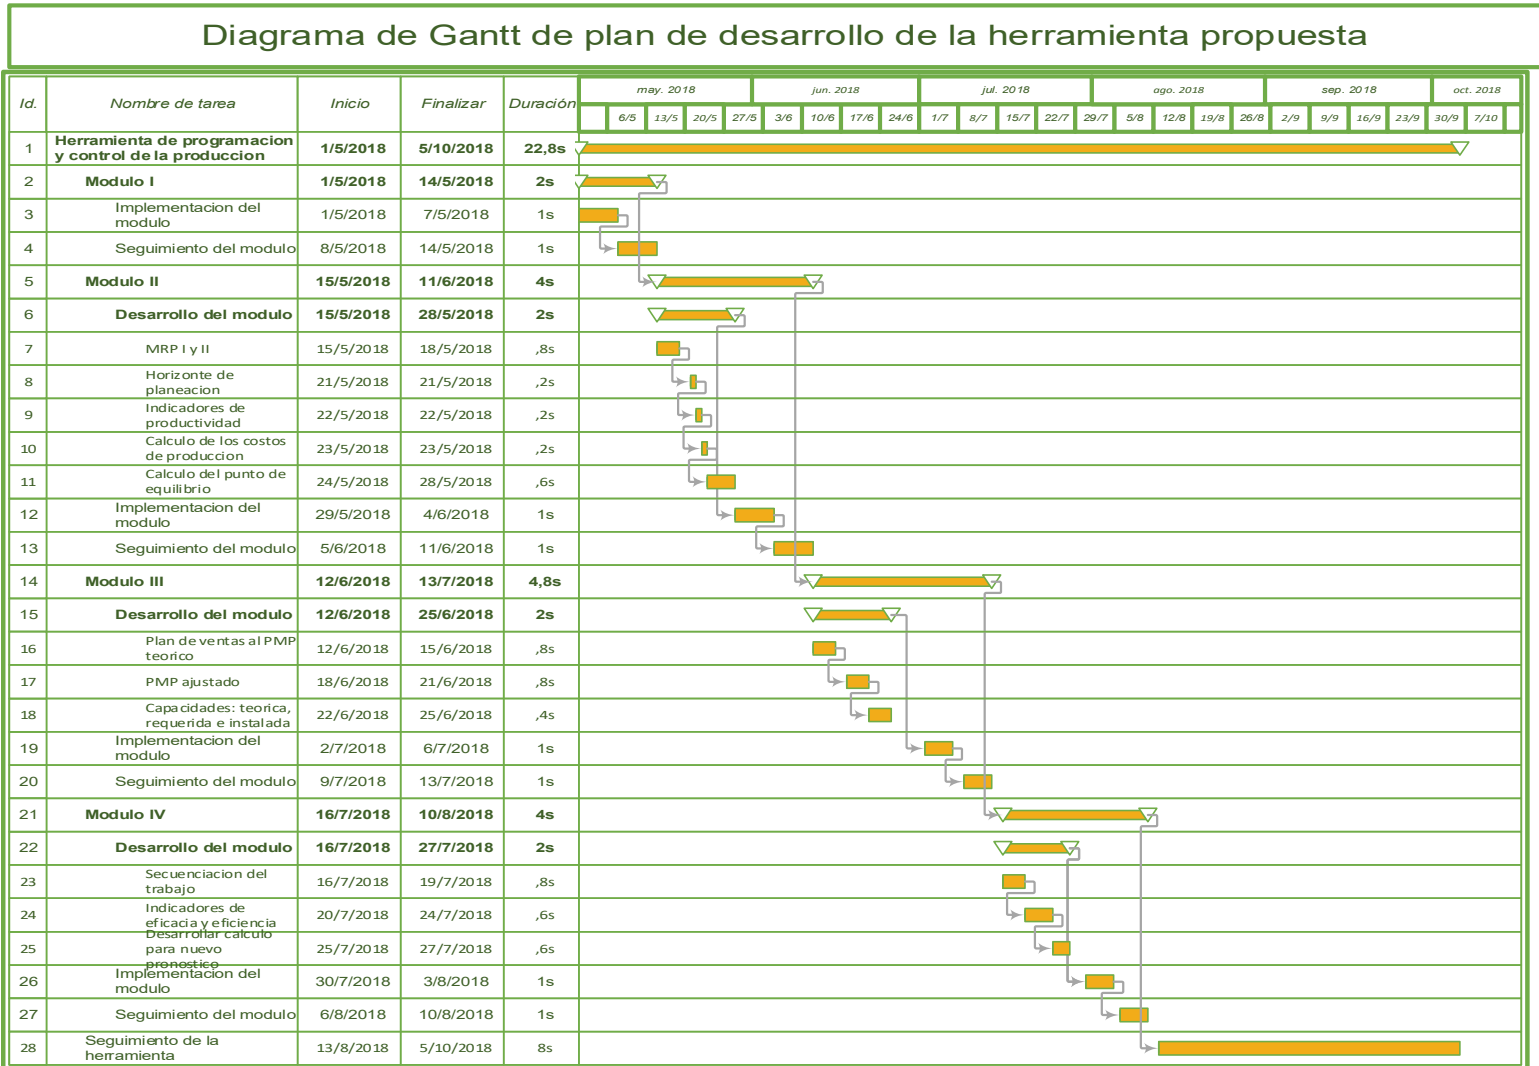 Diagrama de Gantt de plan de desarrollo de la herramienta propuesta
Id. Nombre de tarea Inicio Finalizar Duración may. 2018 jun. 2018 jul. 2018 ago. 2018 sep. 2018 oct. 2018
6/5 13/5 20/5 27/5 3/6 10/6 17/6 24/6 1/7 8/7 15/7 22/7 29/7 5/8 12/8 19/8 26/8 2/9 9/9 16/9 23/9 30/9 7/10
1 Herramienta de programacion
y control de la produccion 1/5/2018 5/10/2018 22,8s
2 Modulo I 1/5/2018 14/5/2018 2s
3 Implementacion del
modulo 1/5/2018 7/5/2018 1s
4 Seguimiento del modulo 8/5/2018 14/5/2018 1s
5 Modulo II 15/5/2018 11/6/2018 4s
6 Desarrollo del modulo 15/5/2018 28/5/2018 2s
7 MRP I y II 15/5/2018 18/5/2018 ,8s
8 Horizonte de
planeacion 21/5/2018 21/5/2018 ,2s
9 Indicadores de
productividad 22/5/2018 22/5/2018 ,2s
10 Calculo de los costos
de produccion 23/5/2018 23/5/2018 ,2s
11 Calculo del punto de
equilibrio 24/5/2018 28/5/2018 ,6s
12 Implementacion del
modulo 29/5/2018 4/6/2018 1s
13 Seguimiento del modulo 5/6/2018 11/6/2018 1s
14 Modulo III 12/6/2018 13/7/2018 4,8s
15 Desarrollo del modulo 12/6/2018 25/6/2018 2s
16 Plan de ventas al PMP
teorico 12/6/2018 15/6/2018 ,8s
17 PMP ajustado 18/6/2018 21/6/2018 ,8s
18 Capacidades: teorica,
requerida e instalada 22/6/2018 25/6/2018 ,4s
19 Implementacion del
modulo 2/7/2018 6/7/2018 1s
20 Seguimiento del modulo 9/7/2018 13/7/2018 1s
21 Modulo IV 16/7/2018 10/8/2018 4s
22 Desarrollo del modulo 16/7/2018 27/7/2018 2s
23 Secuenciacion del
trabajo 16/7/2018 19/7/2018 ,8s
24 Indicadores de
eficacia y eficiencia 20/7/2018 24/7/2018 ,6s
25 Desarrollar calculo
para nuevo
pronostico 25/7/2018 27/7/2018 ,6s
26 Implementacion del
modulo 30/7/2018 3/8/2018 1s
27 Seguimiento del modulo 6/8/2018 10/8/2018 1s
28 Seguimiento de la
herramienta 13/8/2018 5/10/2018 8s